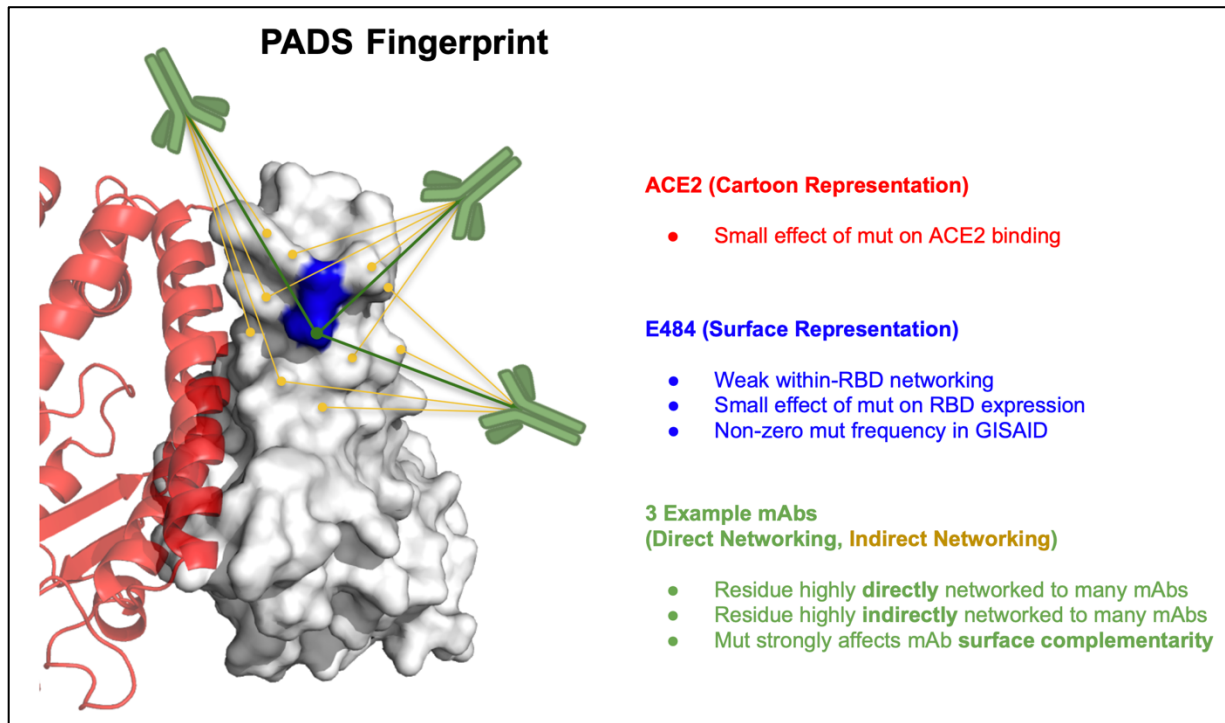 PADS Fingerprint
ACE2 (Cartoon Representation)
● Small effect of mut on ACE2 binding
E484 (Surface Representation)
● Weak within-RBD networking
● Small effect of mut on RBD expression
● Non-zero mut frequency in GISAID
3 Example mAbs
(Direct Networking, Indirect Networking)
● Residue highly directly networked to many mAbs
● Residue highly indirectly networked to many mAbs
● Mut strongly affects mAb surface complementarity